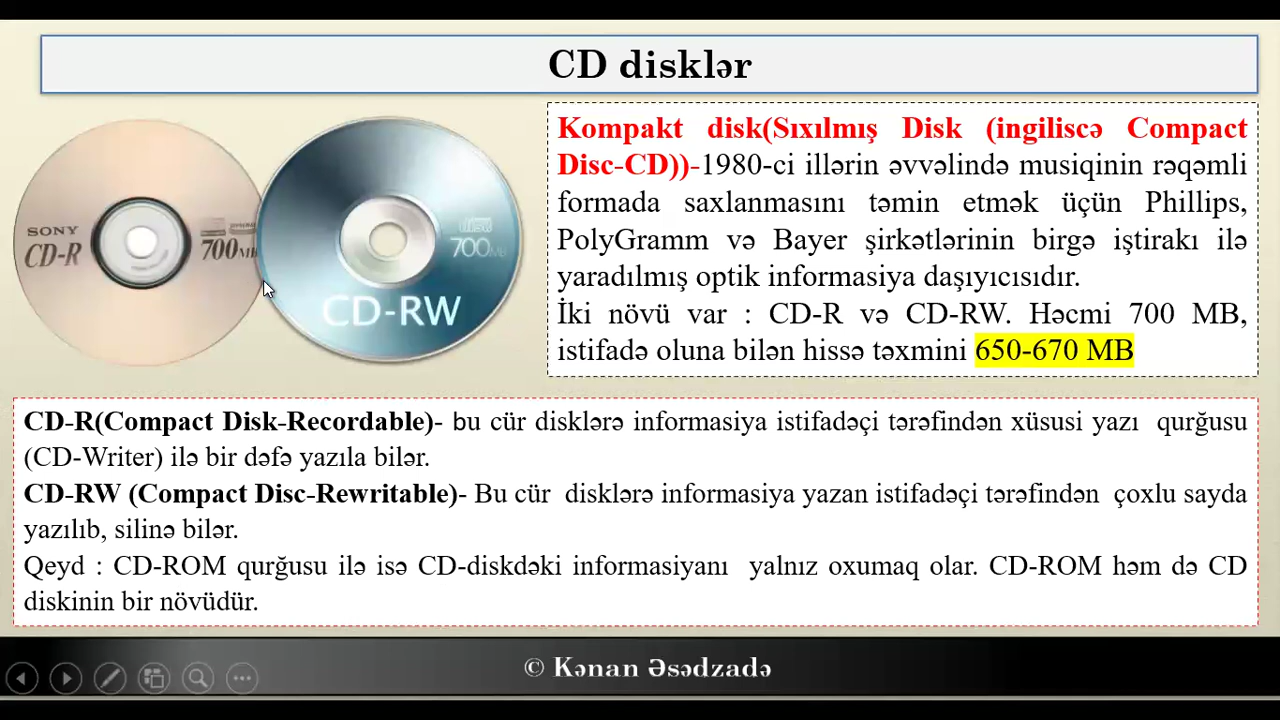 CD disklər
SONY
CD-R
700MB
700MB
CD-RW
Kompakt disk(Sıxılmış Disk (ingiliscə Compact
Disc-CD))-1980-ci illərin əvvəlində musiqinin rəqəmli
formada saxlanmasını təmin etmək üçün Phillips,
PolyGramm və Bayer şirkətlərinin birgə iştirakı ilə
yaradılmış optik informasiya daşıyıcısıdır.
İki növü var : CD-R və CD-RW. Həcmi 700 MB,
istifadə oluna bilən hissə təxmini 650-670 MB
CD-R(Compact Disk-Recordable)- bu cür disklərə informasiya istifadəçi tərəfindən xüsusi yazı qurğusu
(CD-Writer) ilə bir dəfə yazıla bilər.
CD-RW (Compact Disc-Rewritable)- Bu cür disklərə informasiya yazan istifadəçi tərəfindən çoxlu sayda
yazılıb, silinə bilər.
Qeyd : CD-ROM qurğusu ilə isə CD-diskdəki informasiyanı yalnız oxumaq olar. CD-ROM həm də CD
diskinin bir növüdür.
© Kənan Əsədzadə